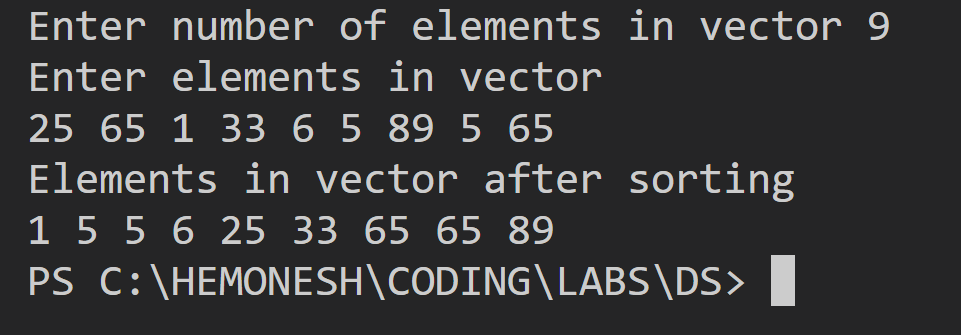 Enter number of elements in vector 9
Enter elements in vector
25 65 1 33 6 5 89 5 65
Elements in vector after sorting
1 5 5 6 25 33 65 65 89
PS C:\HEMONESH\CODING\LABS\DS>